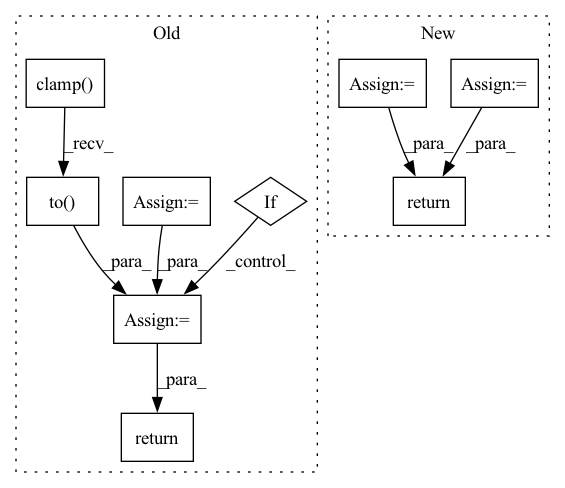 Old
New
clamp()
Assign:=
Assign:=
_recv_
_para_
_para_
to()
Assign:=
If
return
_para_
_para_
_control_
Assign:=
_para_
return